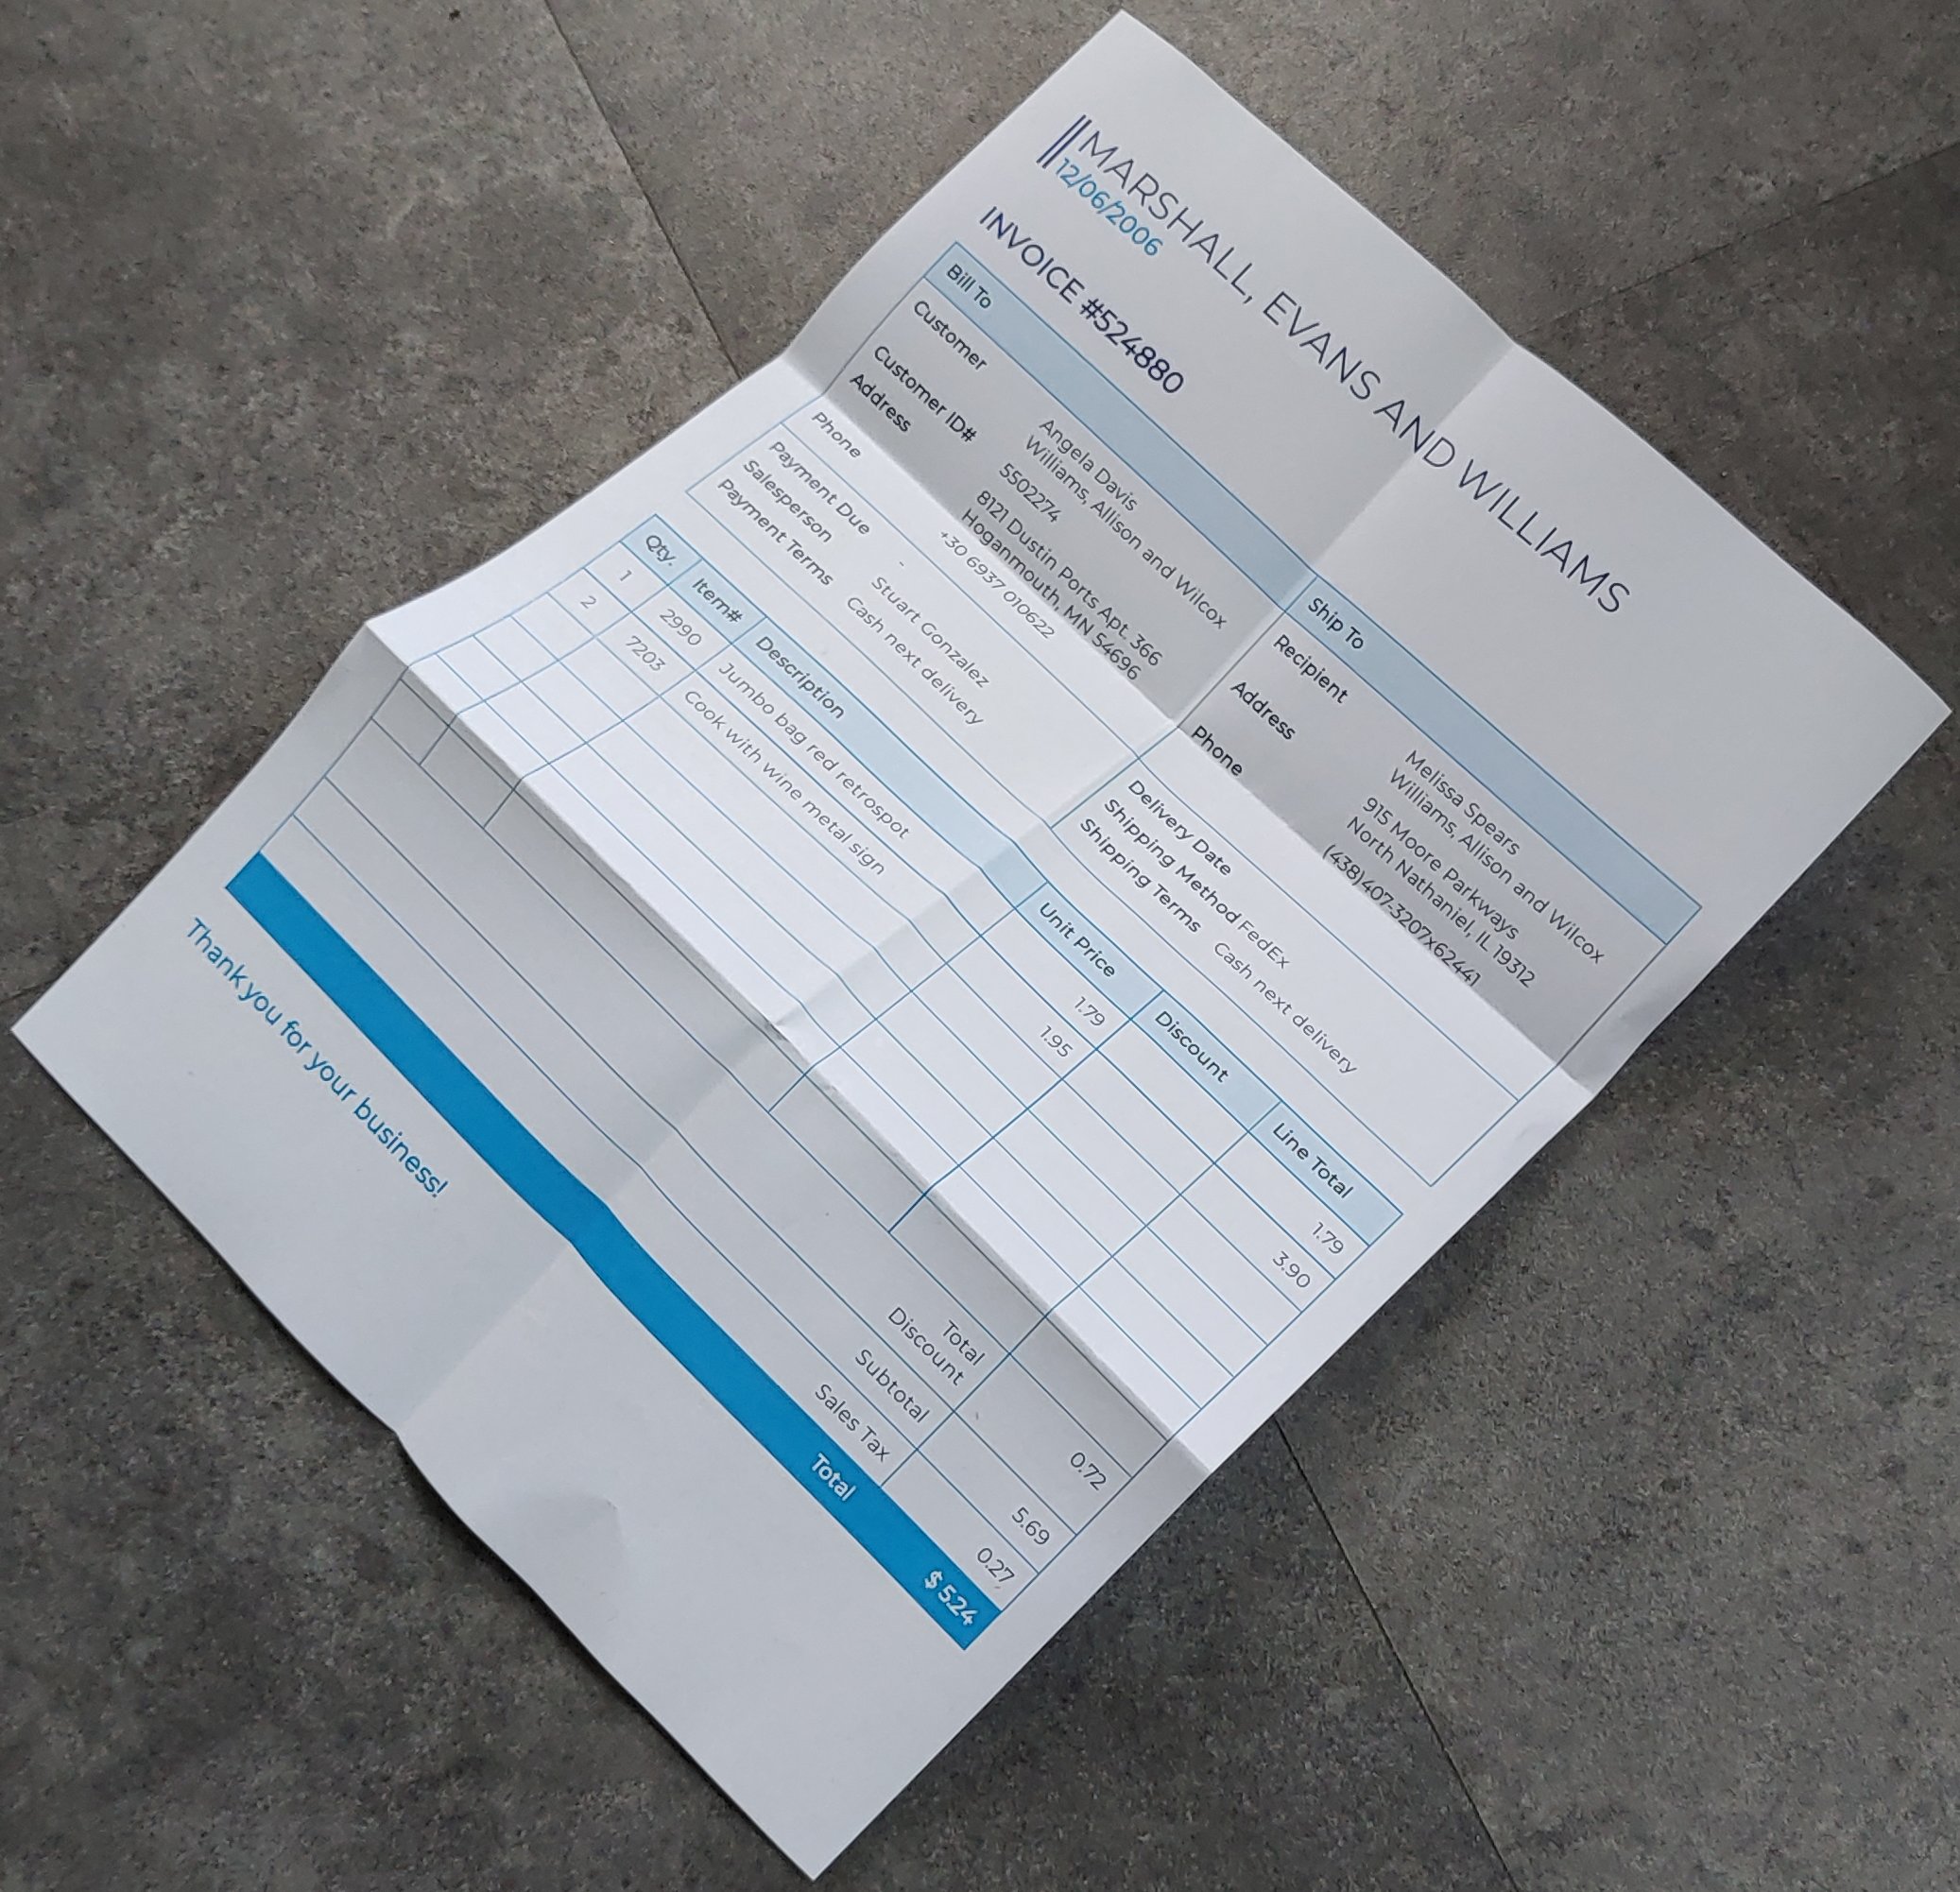 MARSHALL, EVANS AND WILLIAMS
12/06/2006
INVOICE #524880
Bill To
Customer Angela Davis
Williams, Allison and Wilcox
Customer ID# 5502274
Address 8121 Dustin Ports Apt. 366
Hoganmouth, MN 54696
Phone +30 6937 010622
Payment Due -
Salesperson Stuart Gonzalez
Payment Terms Cash next delivery
Ship To
Recipient Melissa Spears
Williams, Allison and Wilcox
Address 915 Moore Parkways
North Nathaniel, IL 19312
Phone (438)407-3207x62441
Delivery Date
Shipping Method FedEx
Shipping Terms Cash next delivery
Qty. Item# Description Unit Price Discount Line Total
1 2990 Jumbo bag red retrospot 1.79 1.79
2 7203 Cook with wine metal sign 1.95 3.90
Total
Discount 0.72
Subtotal 5.69
Sales Tax 0.27
Total $ 5.24
Thank you for your business!